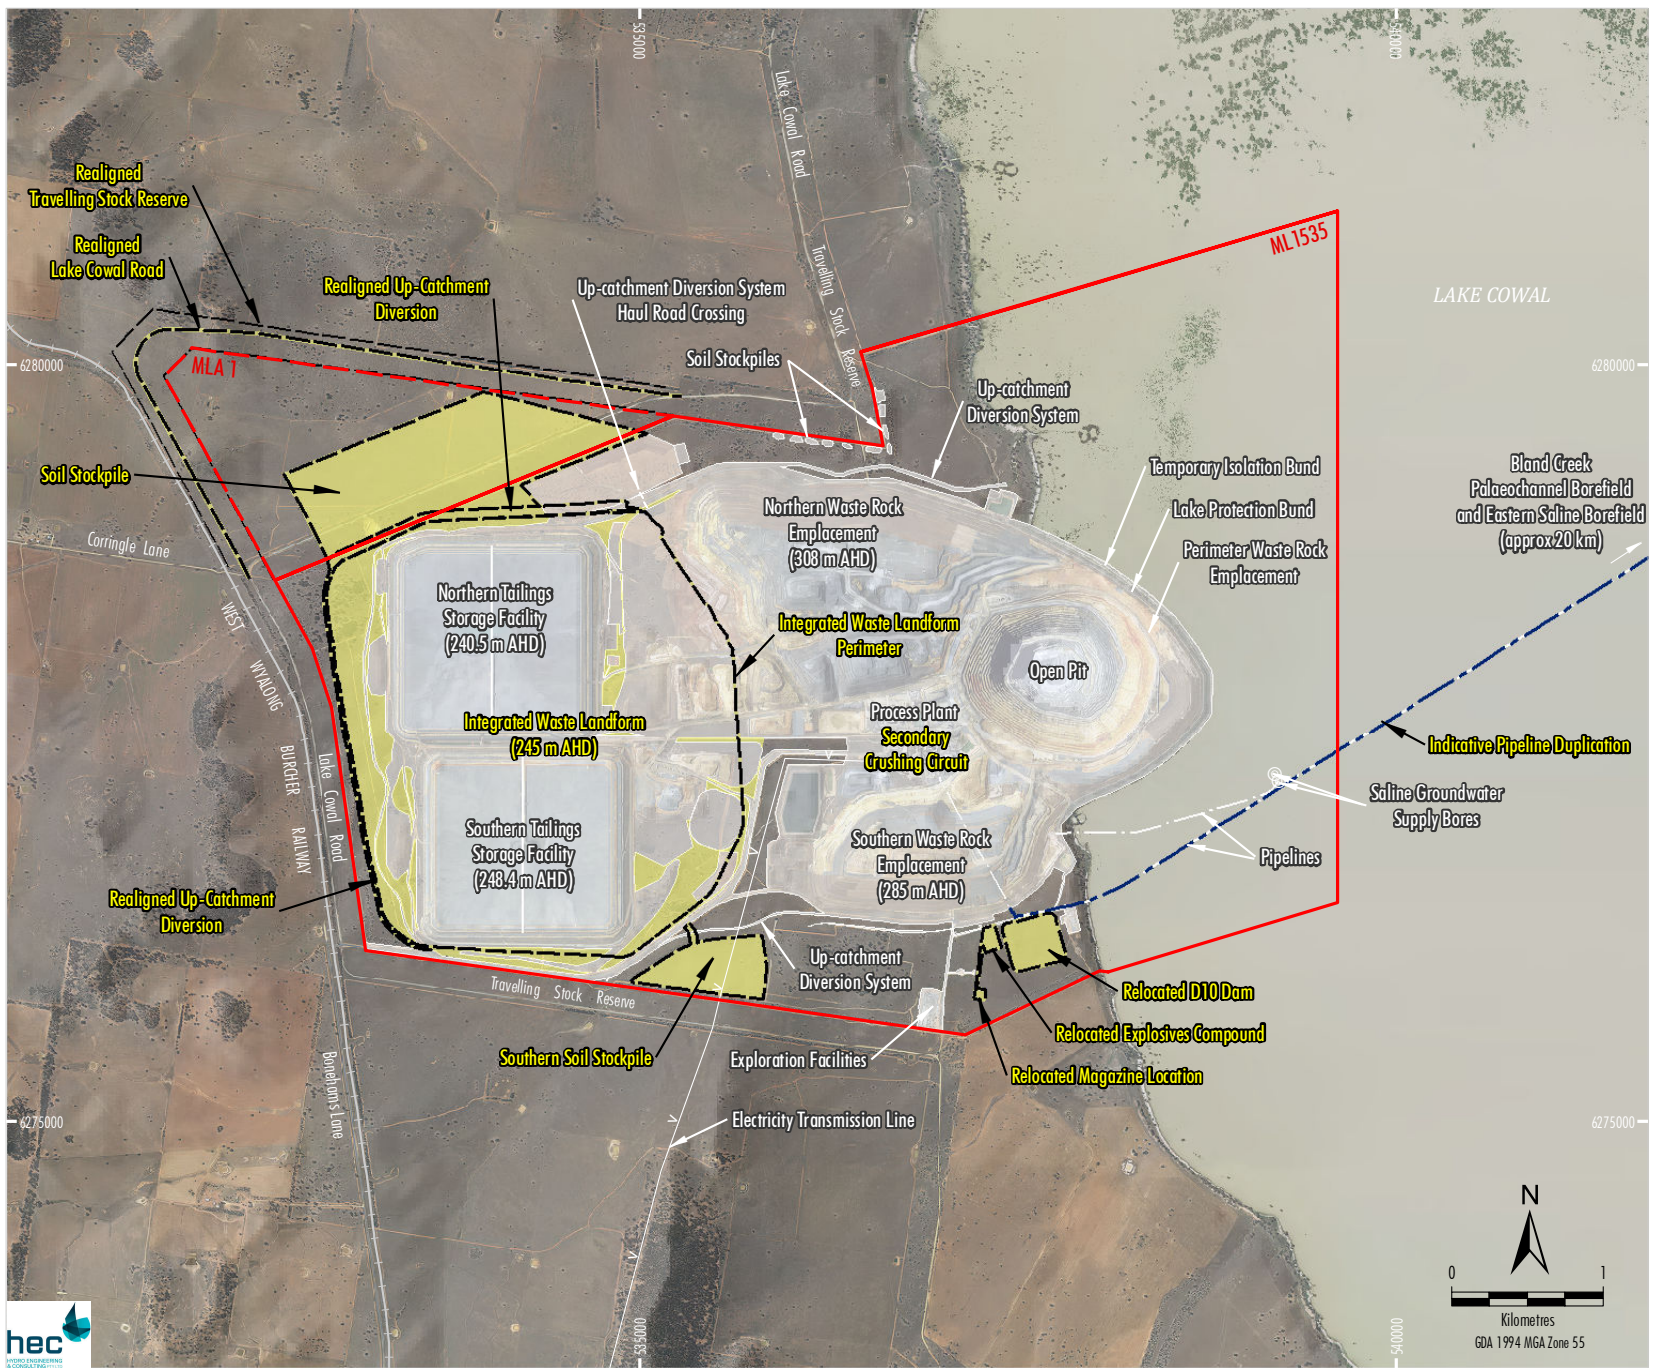 535000
540000
Lake Cowal Road
Realigned
Travelling Stock Reserve
Realigned
Lake Cowal Road
Travelling Stock Reserve
ML1535
Realigned Up-Catchment
Diversion
Up-catchment Diversion System
Haul Road Crossing
LAKE COWAL
6280000
MLA 1
Soil Stockpiles
6280000
Up-catchment
Diversion System
Soil Stockpile
Temporary Isolation Bund
Lake Protection Bund
Perimeter Waste Rock
Emplacement
Bland Creek
Palaeochannel Borefield
and Eastern Saline Borefield
(approx 20 km)
Northern Waste Rock
Emplacement
(308 m AHD)
Corringle Lane
Northern Tailings
Storage Facility
(240.5 m AHD)
Integrated Waste Landform
Perimeter
Open Pit
WEST WYALONG BURCHER RAILWAY
Integrated Waste Landform
(245 m AHD)
Process Plant
Secondary
Crushing Circuit
Indicative Pipeline Duplication
Lake Cowal Road
Saline Groundwater
Supply Bores
Southern Tailings
Storage Facility
(248.4 m AHD)
Southern Waste Rock
Emplacement
(285 m AHD)
Pipelines
Realigned Up-Catchment
Diversion
Up-catchment
Diversion System
Travelling Stock Reserve
Relocated D10 Dam
Relocated Explosives Compound
Relocated Magazine Location
Southern Soil Stockpile
Exploration Facilities
Bonehams Lane
Electricity Transmission Line
6275000
6275000
N
0 1
Kilometres
GDA 1994 MGA Zone 55
535000
540000
hec
HYDRO ENGINEERING
& CONSULTING PTY LTD